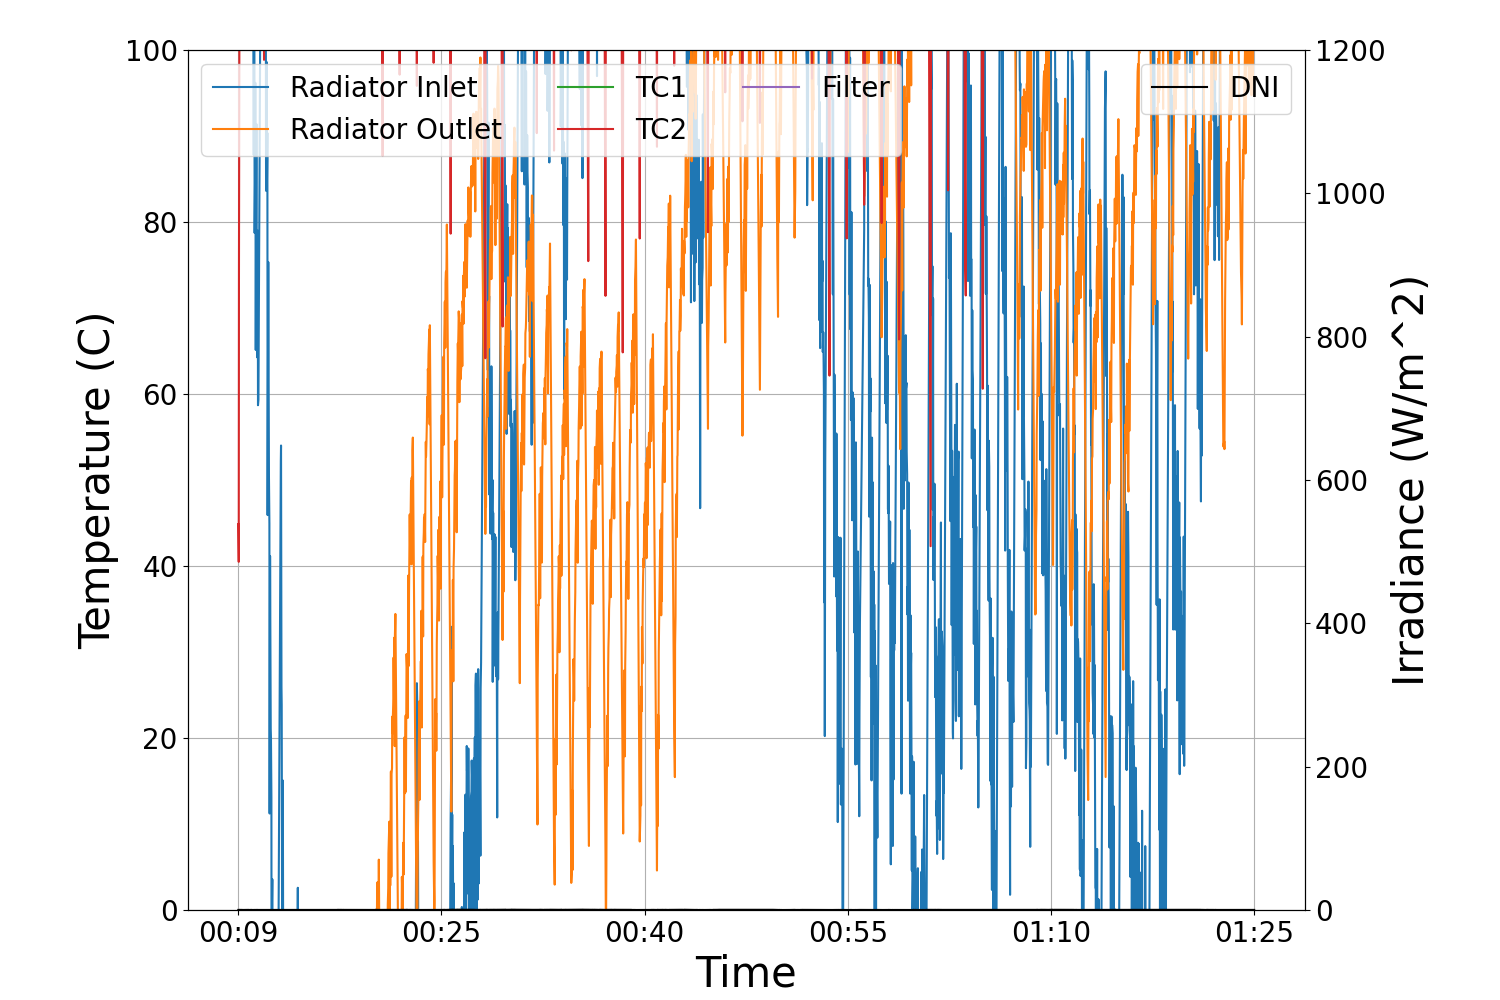 100
80
60
40
20
0
Temperature (C)
Radiator Inlet
Radiator Outlet
TC1
TC2
Filter
DNI
1200
1000
800
600
400
200
0
Irradiance (W/m^2)
00:09 00:25 00:40 00:55 01:10 01:25
Time